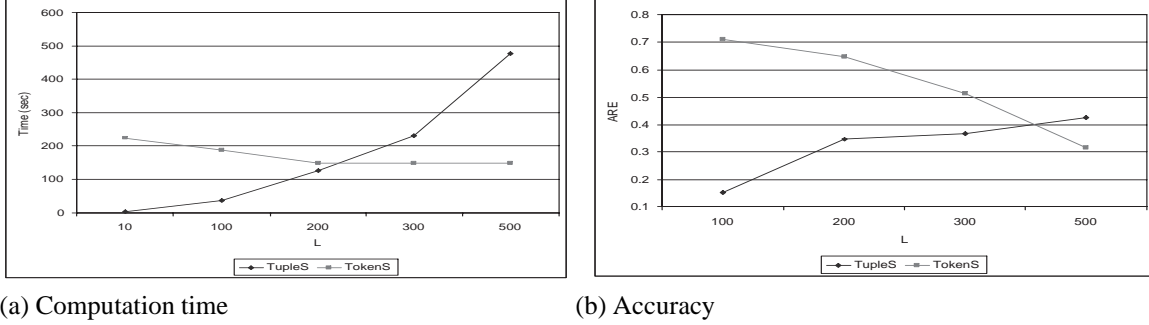 600
500
400
300
200
100
0
Time (sec)
10 100 200 300 500
L
TupleS TokenS
(a) Computation time
0.8
0.7
0.6
0.5
0.4
0.3
0.2
0.1
ARE
100 200 300 500
L
TupleS TokenS
(b) Accuracy